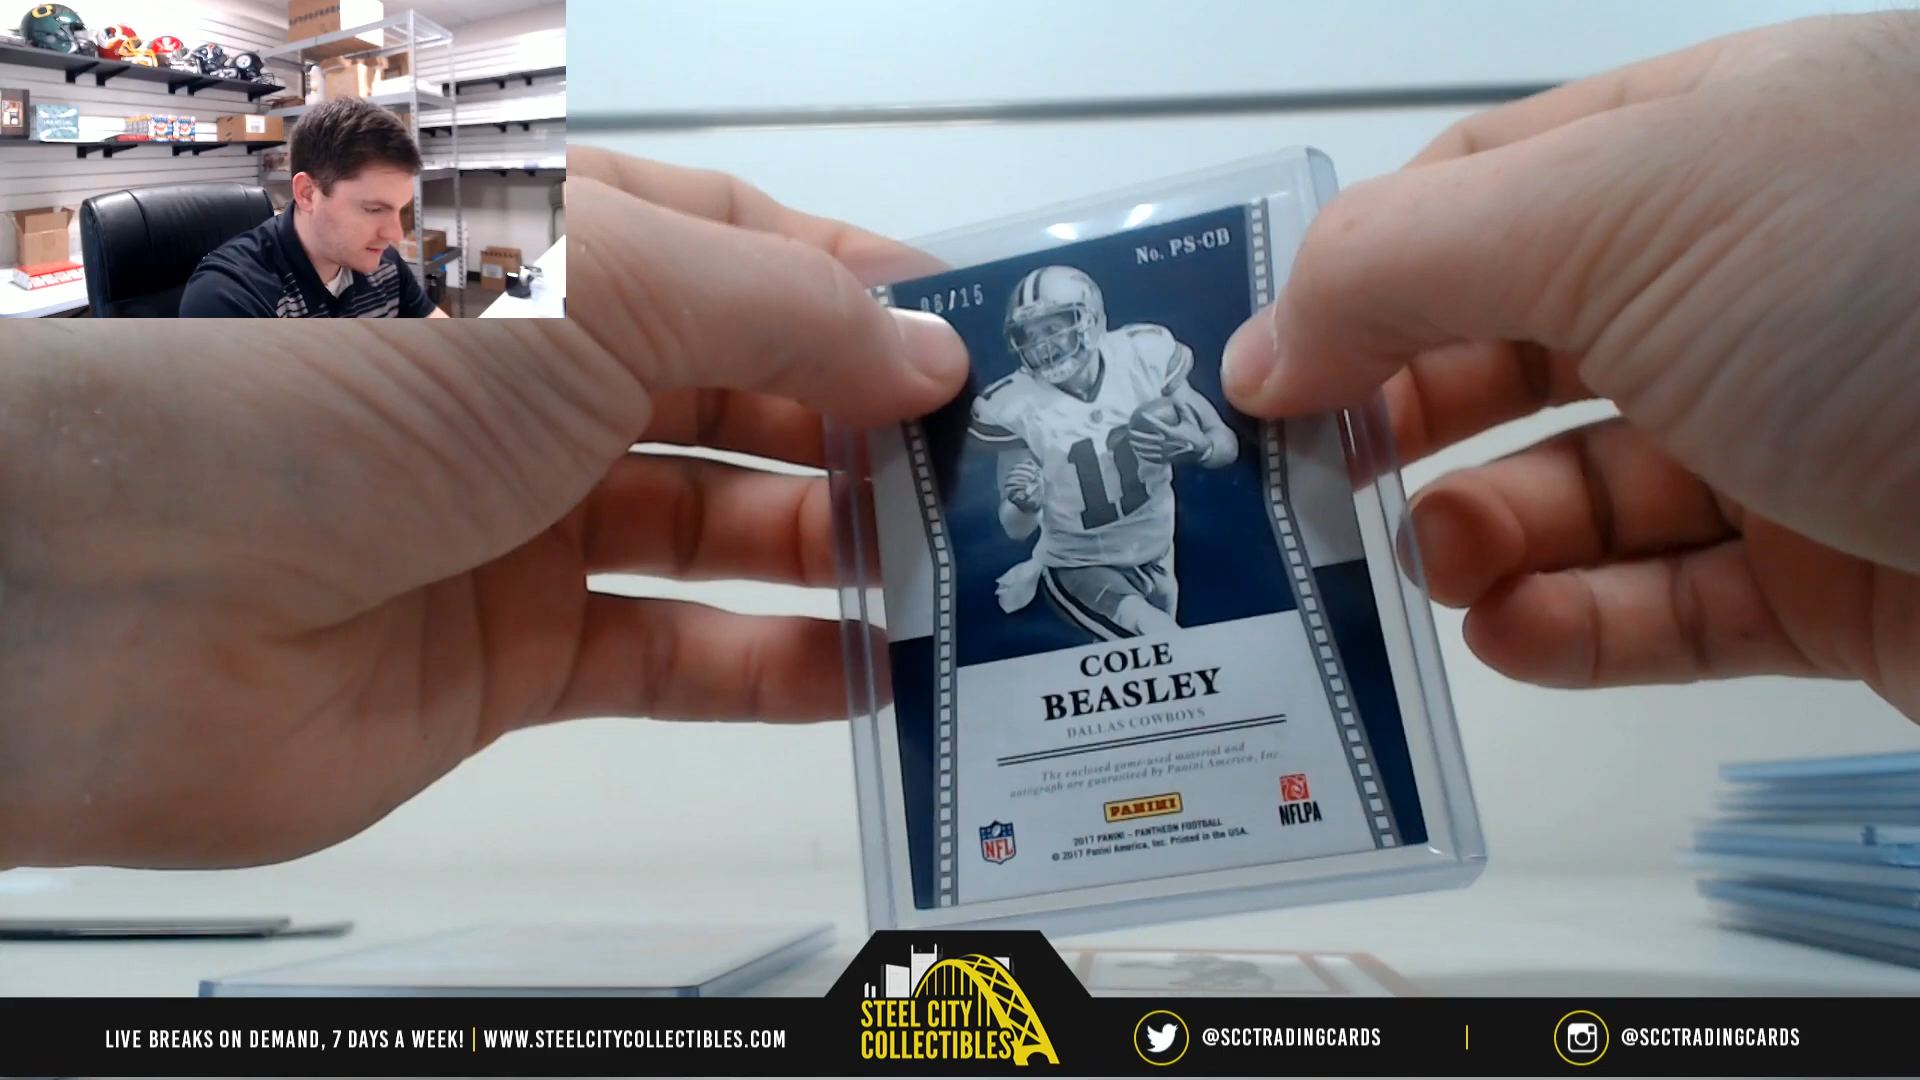 No. PS-CB
06/15
11
COLE
BEASLEY
DALLAS COWBOYS
The enclosed game-used material and
autograph are guaranteed by Panini America, Inc.
PANINI
NFL
NFLPA
2017 PANINI – PANTHEON FOOTBALL
© 2017 Panini America, Inc. Printed in the USA.
STEEL CITY
COLLECTIBLES
LIVE BREAKS ON DEMAND, 7 DAYS A WEEK! | WWW.STEELCITYCOLLECTIBLES.COM
@SCCTRADINGCARDS
@SCCTRADINGCARDS